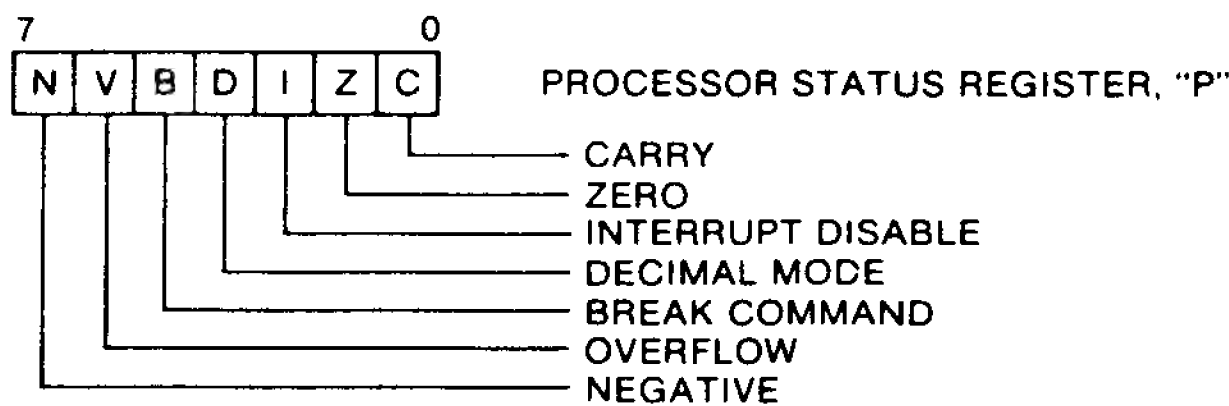 7 0
N V B D I Z C PROCESSOR STATUS REGISTER, "P"
CARRY
ZERO
INTERRUPT DISABLE
DECIMAL MODE
BREAK COMMAND
OVERFLOW
NEGATIVE